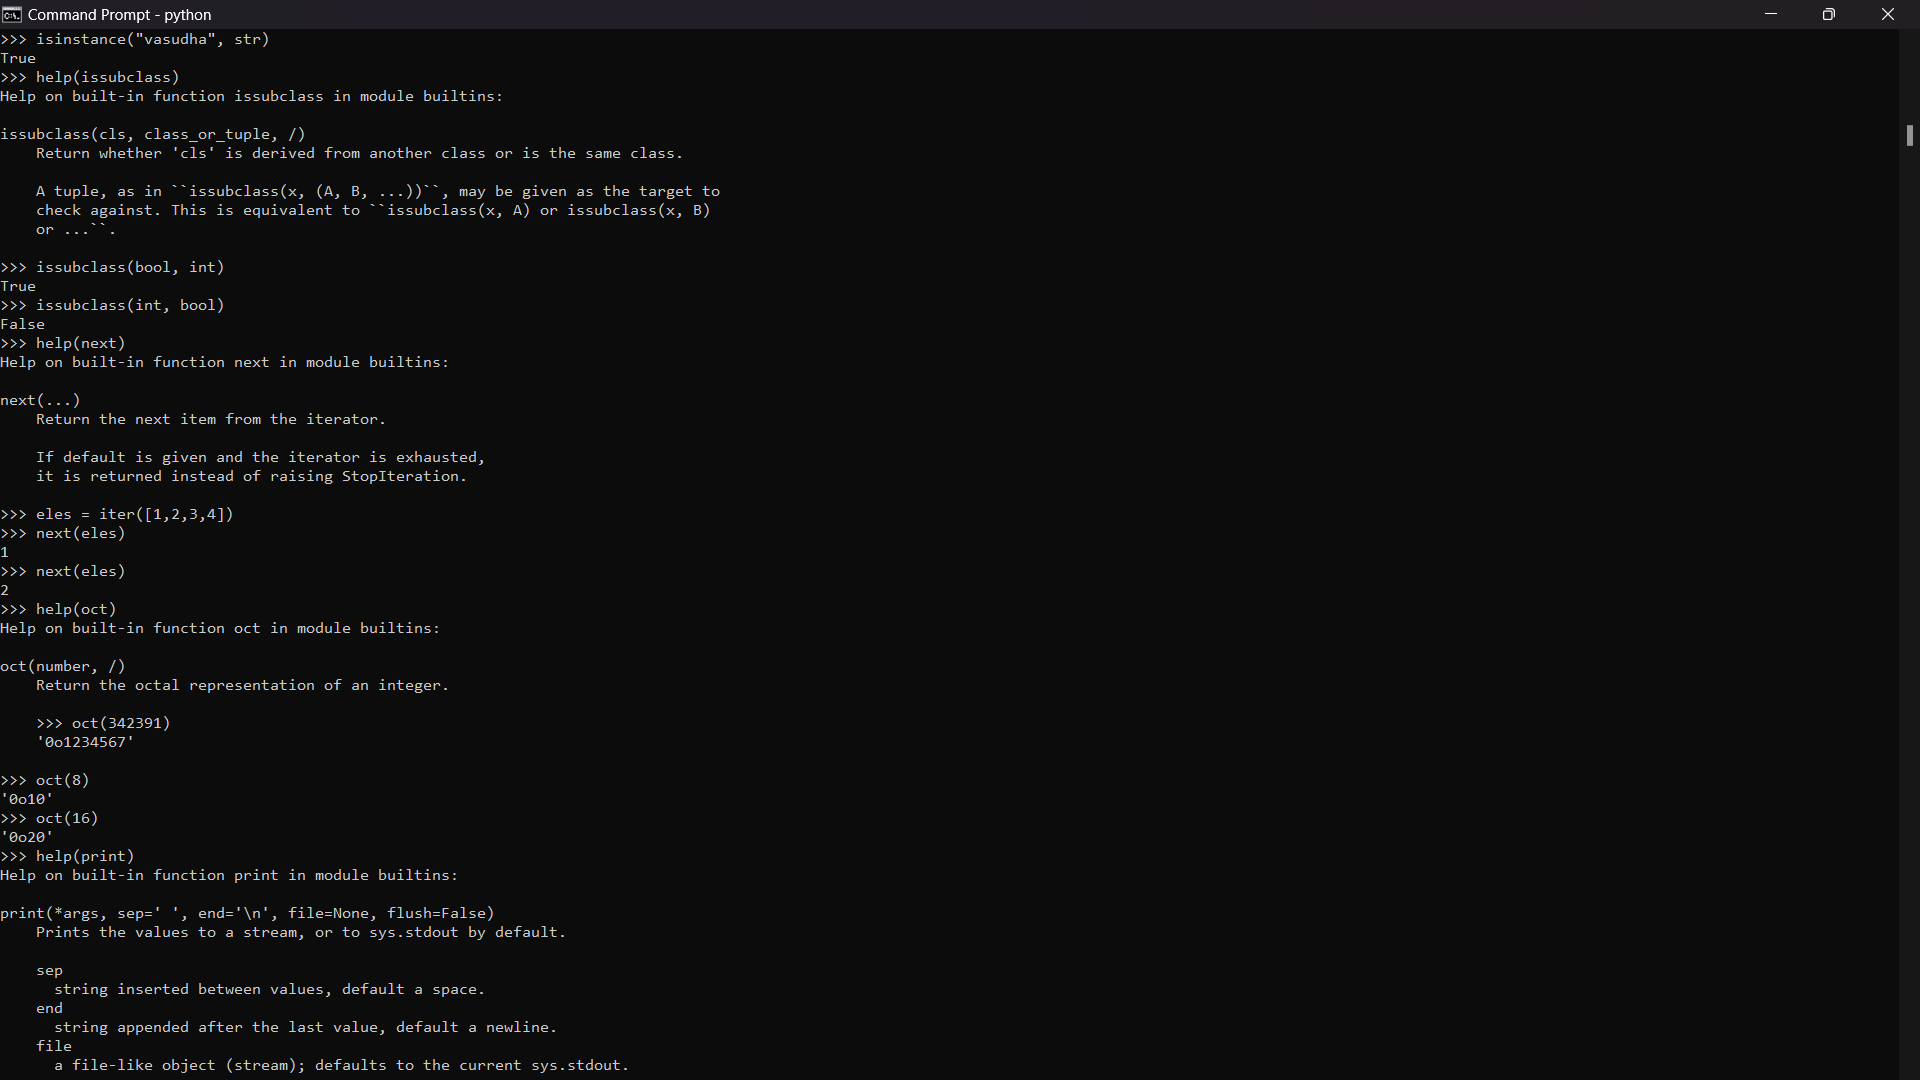 Command Prompt - python
>>> isinstance("vasudha", str)
True
>>> help(issubclass)
Help on built-in function issubclass in module builtins:

issubclass(cls, class_or_tuple, /)
    Return whether 'cls' is derived from another class or is the same class.

    A tuple, as in ``issubclass(x, (A, B, ...))``, may be given as the target to
    check against. This is equivalent to ``issubclass(x, A) or issubclass(x, B)
    or ...``.

>>> issubclass(bool, int)
True
>>> issubclass(int, bool)
False
>>> help(next)
Help on built-in function next in module builtins:

next(...)
    Return the next item from the iterator.

    If default is given and the iterator is exhausted,
    it is returned instead of raising StopIteration.

>>> eles = iter([1,2,3,4])
>>> next(eles)
1
>>> next(eles)
2
>>> help(oct)
Help on built-in function oct in module builtins:

oct(number, /)
    Return the octal representation of an integer.

    >>> oct(342391)
    '0o1234567'

>>> oct(8)
'0o10'
>>> oct(16)
'0o20'
>>> help(print)
Help on built-in function print in module builtins:

print(*args, sep=' ', end='\n', file=None, flush=False)
    Prints the values to a stream, or to sys.stdout by default.

    sep
      string inserted between values, default a space.
    end
      string appended after the last value, default a newline.
    file
      a file-like object (stream); defaults to the current sys.stdout.